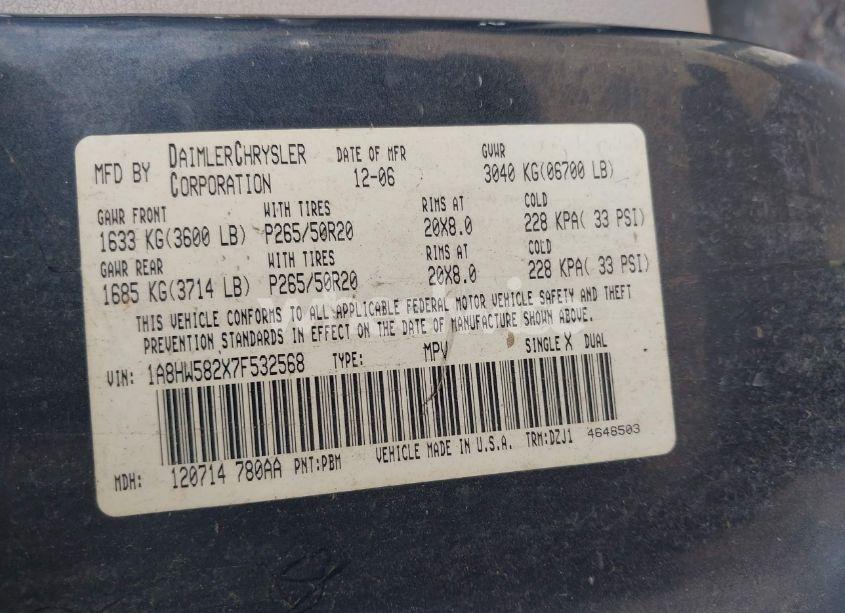 MFD BY DAIMLERCHRYSLER CORPORATION DATE OF MFR 12-06 GVWR 3040 KG(06700 LB)
GAWR FRONT WITH TIRES RIMS AT COLD
1633 KG(3600 LB) P265/50R20 20X8.0 228 KPA( 33 PSI)
GAWR REAR WITH TIRES RIMS AT COLD
1685 KG(3714 LB) P265/50R20 20X8.0 228 KPA( 33 PSI)
THIS VEHICLE CONFORMS TO ALL APPLICABLE FEDERAL MOTOR VEHICLE SAFETY AND THEFT
PREVENTION STANDARDS IN EFFECT ON THE DATE OF MANUFACTURE SHOWN ABOVE.
VIN: 1A8HW582X7F532568 TYPE: MPV SINGLE X DUAL
MDH: 120714 780AA PNT:PBM VEHICLE MADE IN U.S.A. TRM:DZJ1 4648503